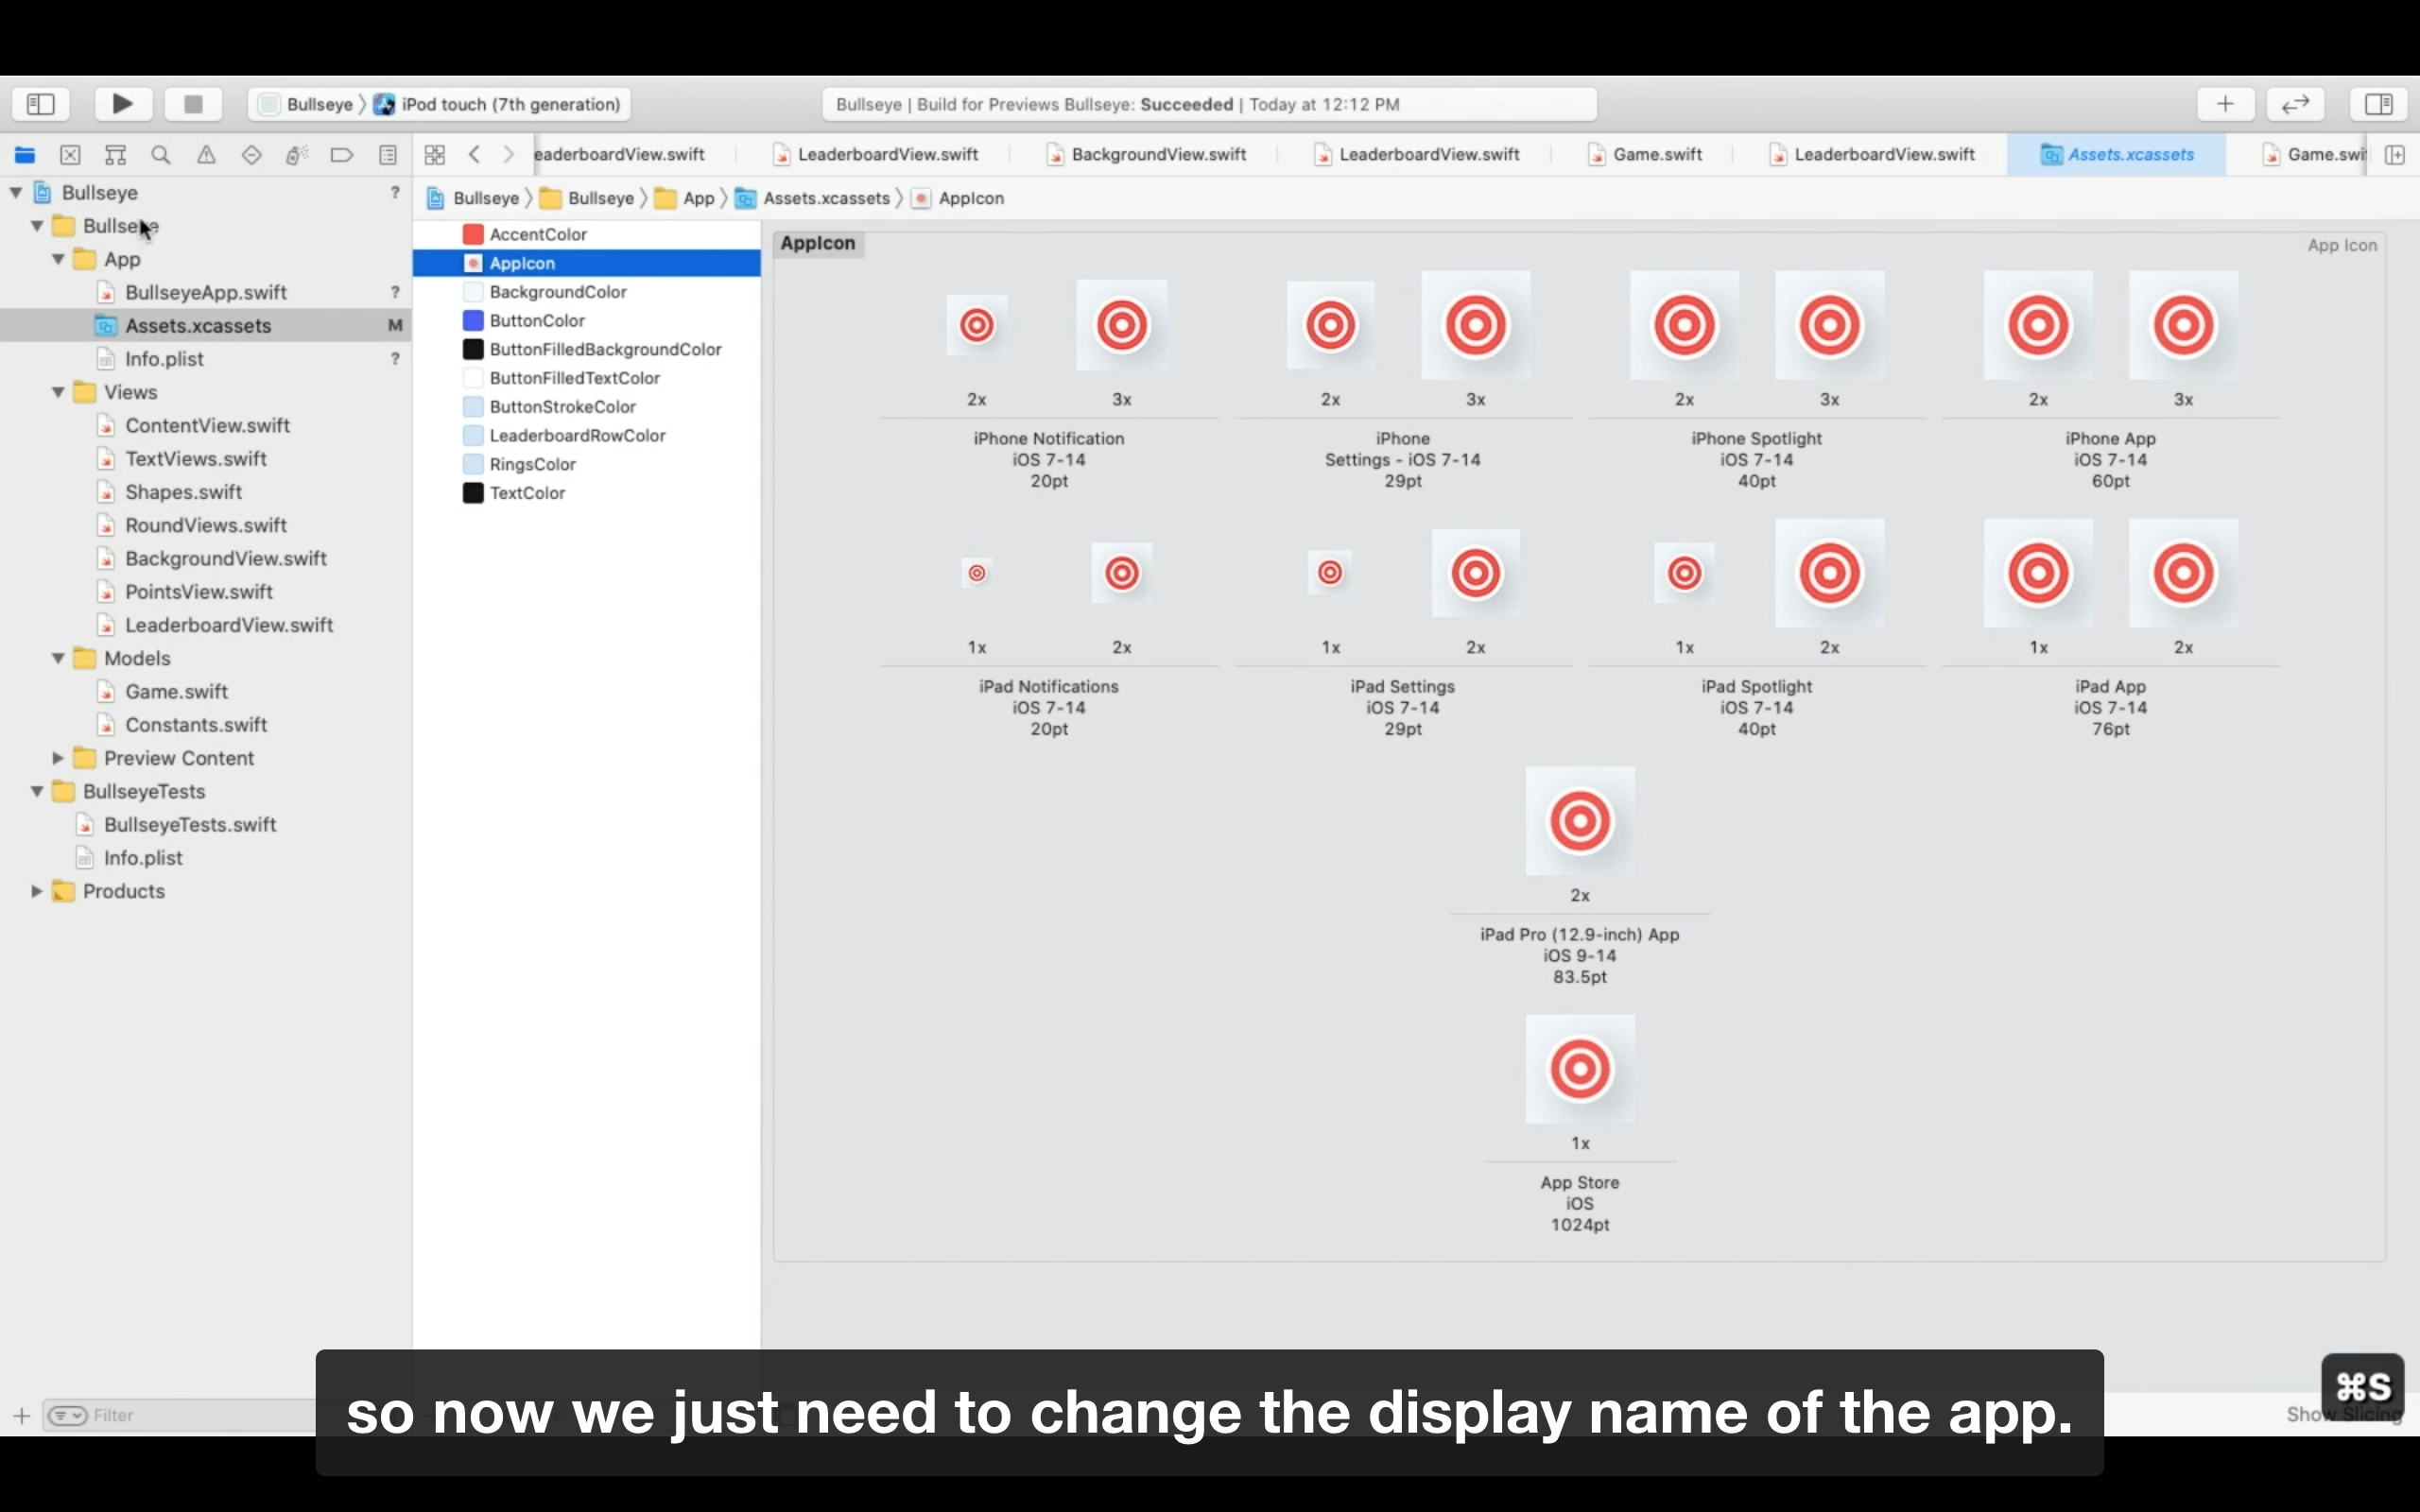 Bullseye 〉 iPod touch (7th generation)
Bullseye | Build for Previews Bullseye: Succeeded | Today at 12:12 PM
eaderboardView.swift
LeaderboardView.swift
BackgroundView.swift
LeaderboardView.swift
Game.swift
LeaderboardView.swift
Assets.xcassets
Game.swi
Bullseye ?
Bullseye
App
BullseyeApp.swift ?
Assets.xcassets M
Info.plist ?
Views
ContentView.swift
TextViews.swift
Shapes.swift
RoundViews.swift
BackgroundView.swift
PointsView.swift
LeaderboardView.swift
Models
Game.swift
Constants.swift
Preview Content
BullseyeTests
BullseyeTests.swift
Info.plist
Products
Filter
Bullseye 〉 Bullseye 〉 App 〉 Assets.xcassets 〉 AppIcon
AccentColor
AppIcon
BackgroundColor
ButtonColor
ButtonFilledBackgroundColor
ButtonFilledTextColor
ButtonStrokeColor
LeaderboardRowColor
RingsColor
TextColor
AppIcon
App Icon
2x 3x
iPhone Notification
iOS 7-14
20pt
2x 3x
iPhone
Settings - iOS 7-14
29pt
2x 3x
iPhone Spotlight
iOS 7-14
40pt
2x 3x
iPhone App
iOS 7-14
60pt
1x 2x
iPad Notifications
iOS 7-14
20pt
1x 2x
iPad Settings
iOS 7-14
29pt
1x 2x
iPad Spotlight
iOS 7-14
40pt
1x 2x
iPad App
iOS 7-14
76pt
2x
iPad Pro (12.9-inch) App
iOS 9-14
83.5pt
1x
App Store
iOS
1024pt
⌘S
Show Slicing
so now we just need to change the display name of the app.